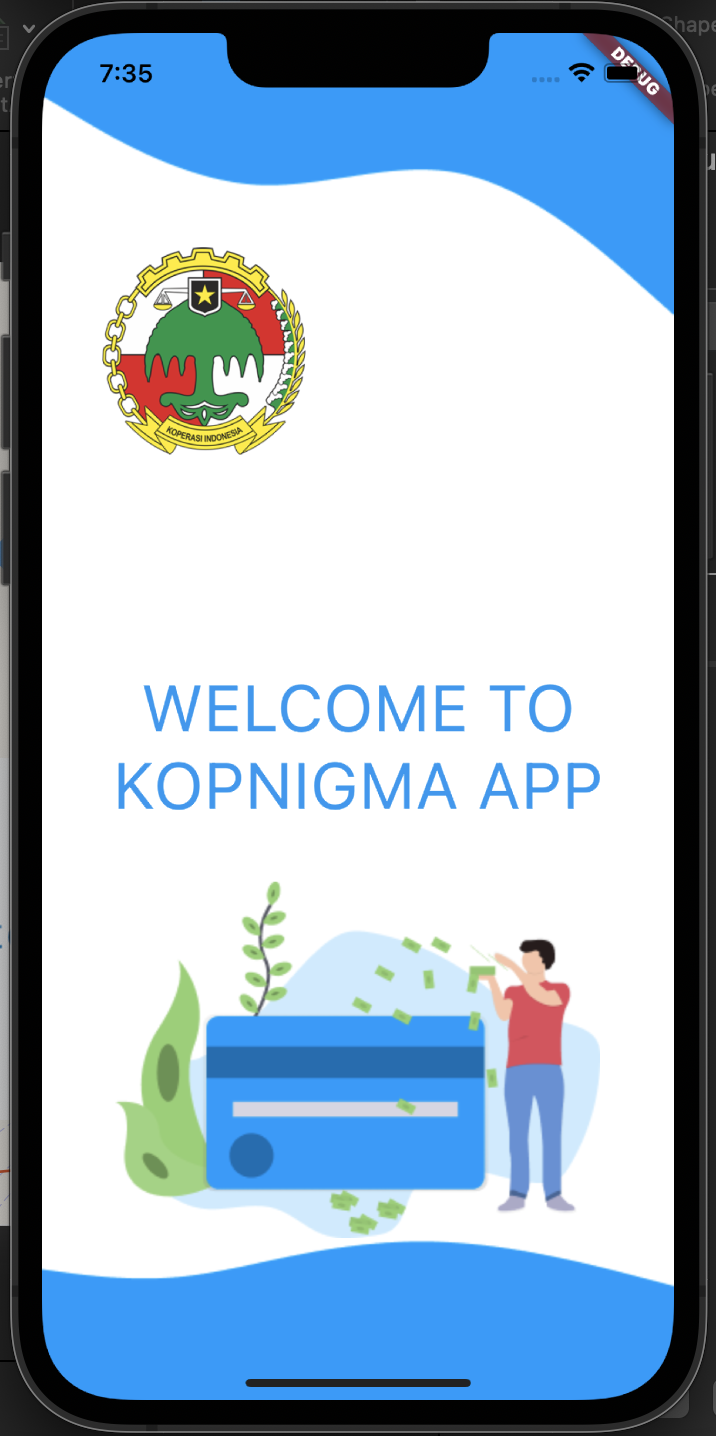 7:35
DEBUG
KOPERASI INDONESIA
WELCOME TO
KOPNIGMA APP